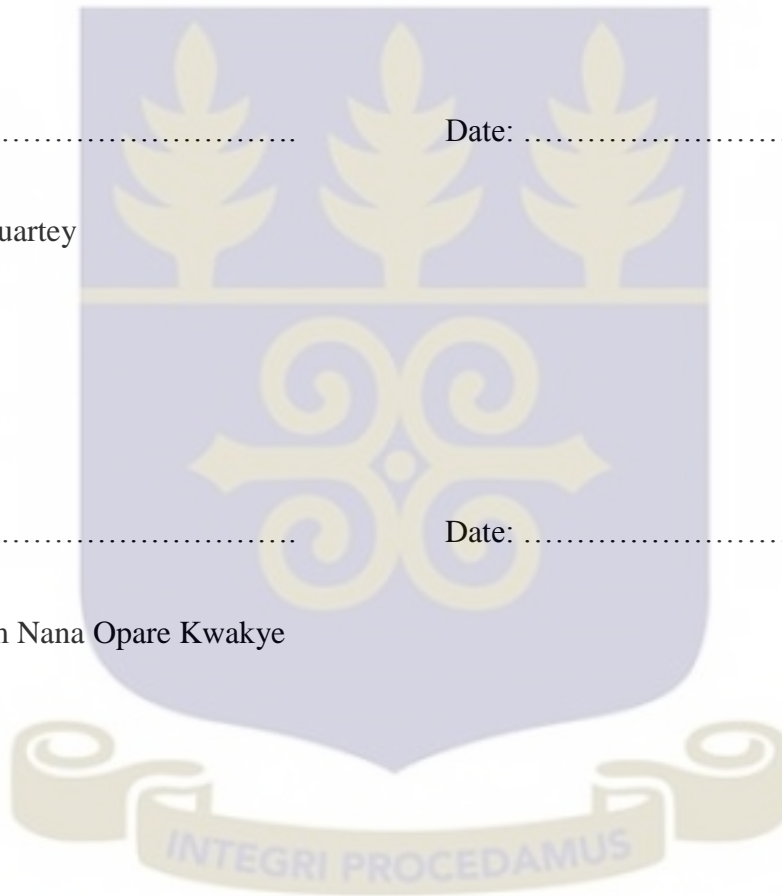 ………………………………. Date: ……………………
uartey
………………………………. Date: ……………………
n Nana Opare Kwakye
INTEGRI PROCEDAMUS